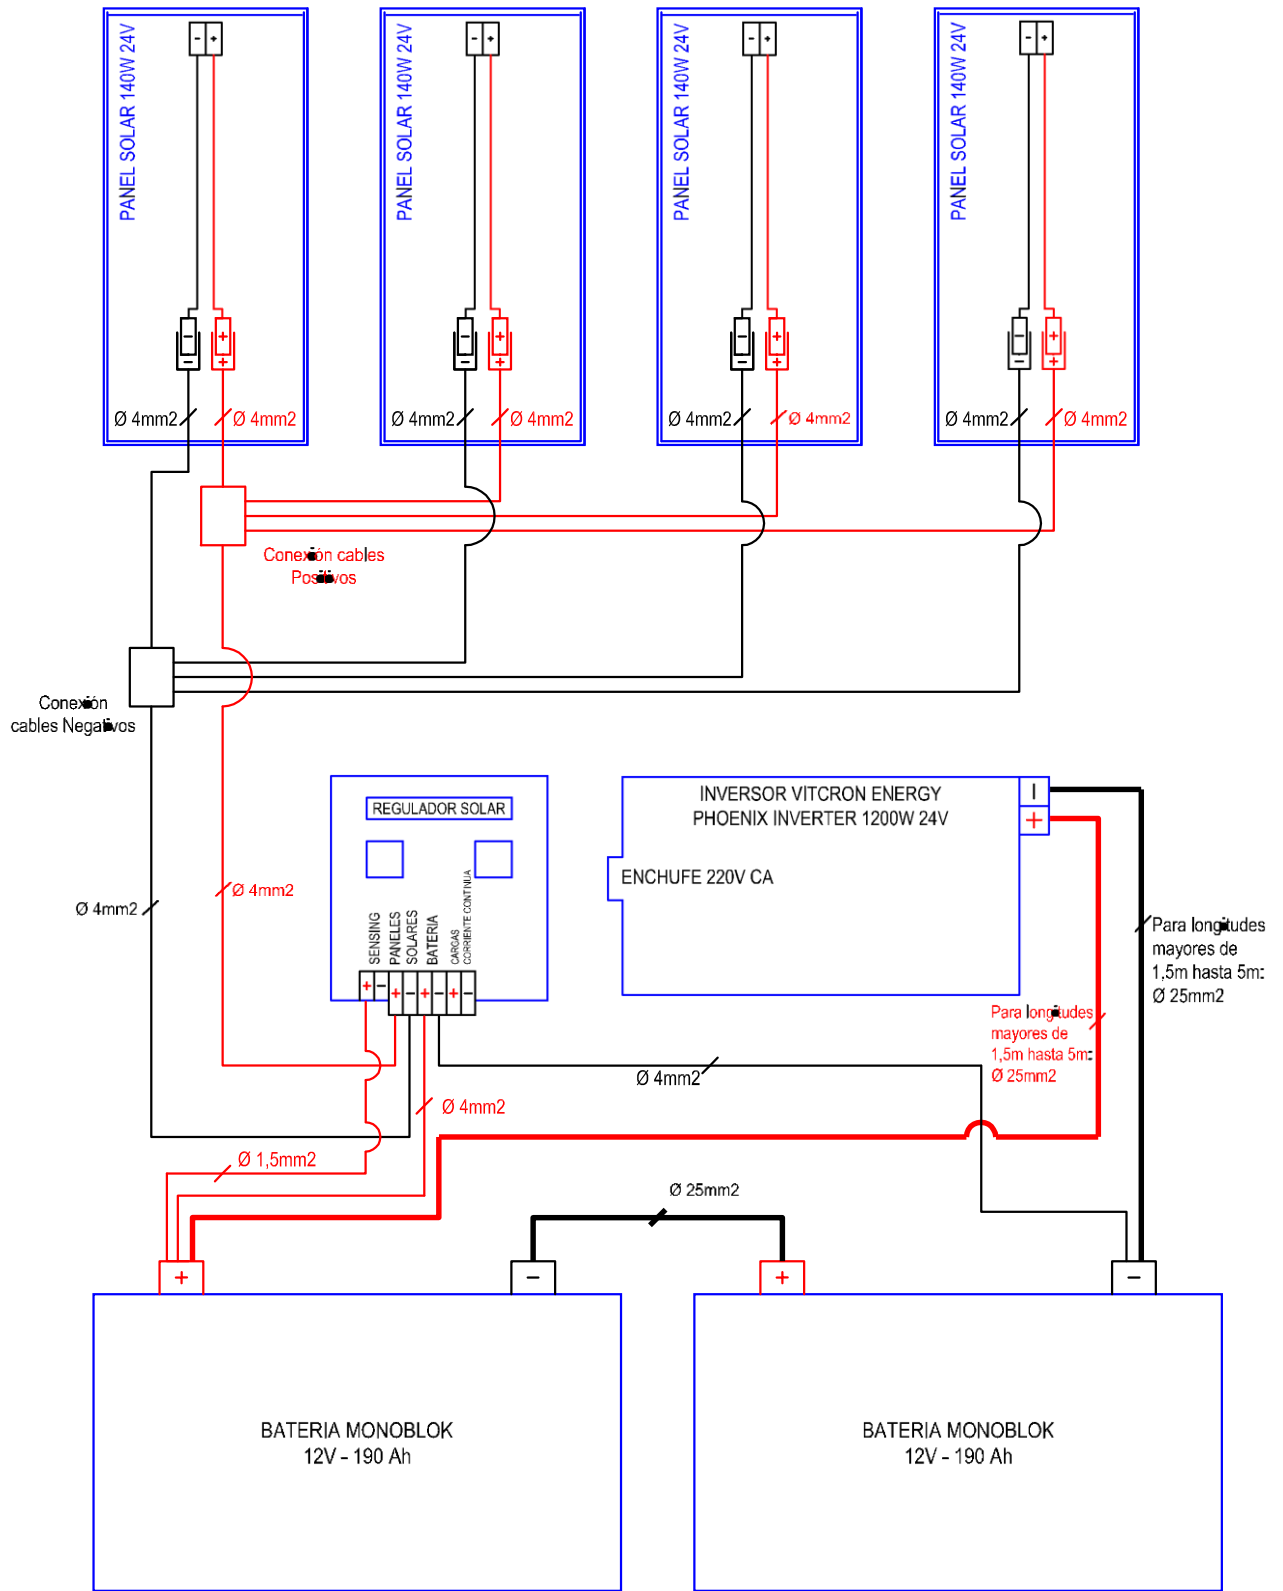 PANEL SOLAR 140W 24V
- +
- +
- +
Ø 4mm2
Ø 4mm2
PANEL SOLAR 140W 24V
- +
- +
- +
Ø 4mm2
Ø 4mm2
PANEL SOLAR 140W 24V
- +
- +
- +
Ø 4mm2
Ø 4mm2
PANEL SOLAR 140W 24V
- +
- +
- +
Ø 4mm2
Ø 4mm2
Conexión cables
Positivos
Conexión
cables Negativos
REGULADOR SOLAR
SENSING
PANELES
SOLARES
BATERIA
CARGAS
CORRIENTE CONTINUA
+ - + - + - + -
INVERSOR VITCRON ENERGY
PHOENIX INVERTER 1200W 24V
ENCHUFE 220V CA
-
+
Ø 4mm2
Ø 4mm2
Para longitudes
mayores de
1,5m hasta 5m:
Ø 25mm2
Para longitudes
mayores de
1,5m hasta 5m:
Ø 25mm2
Ø 4mm2
Ø 4mm2
Ø 1,5mm2
Ø 25mm2
+ -
+ -
BATERIA MONOBLOK
12V - 190 Ah
BATERIA MONOBLOK
12V - 190 Ah